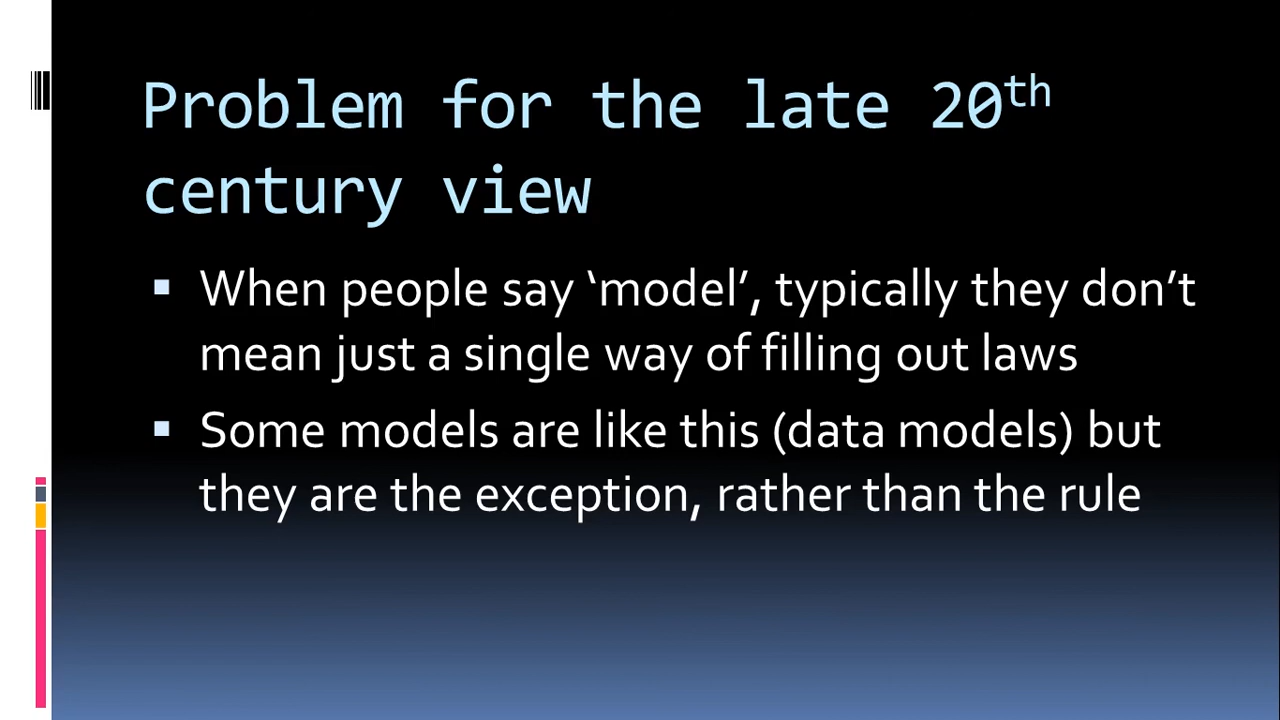 Problem for the late 20th
century view
▪ When people say ‘model’, typically they don’t
mean just a single way of filling out laws
▪ Some models are like this (data models) but
they are the exception, rather than the rule